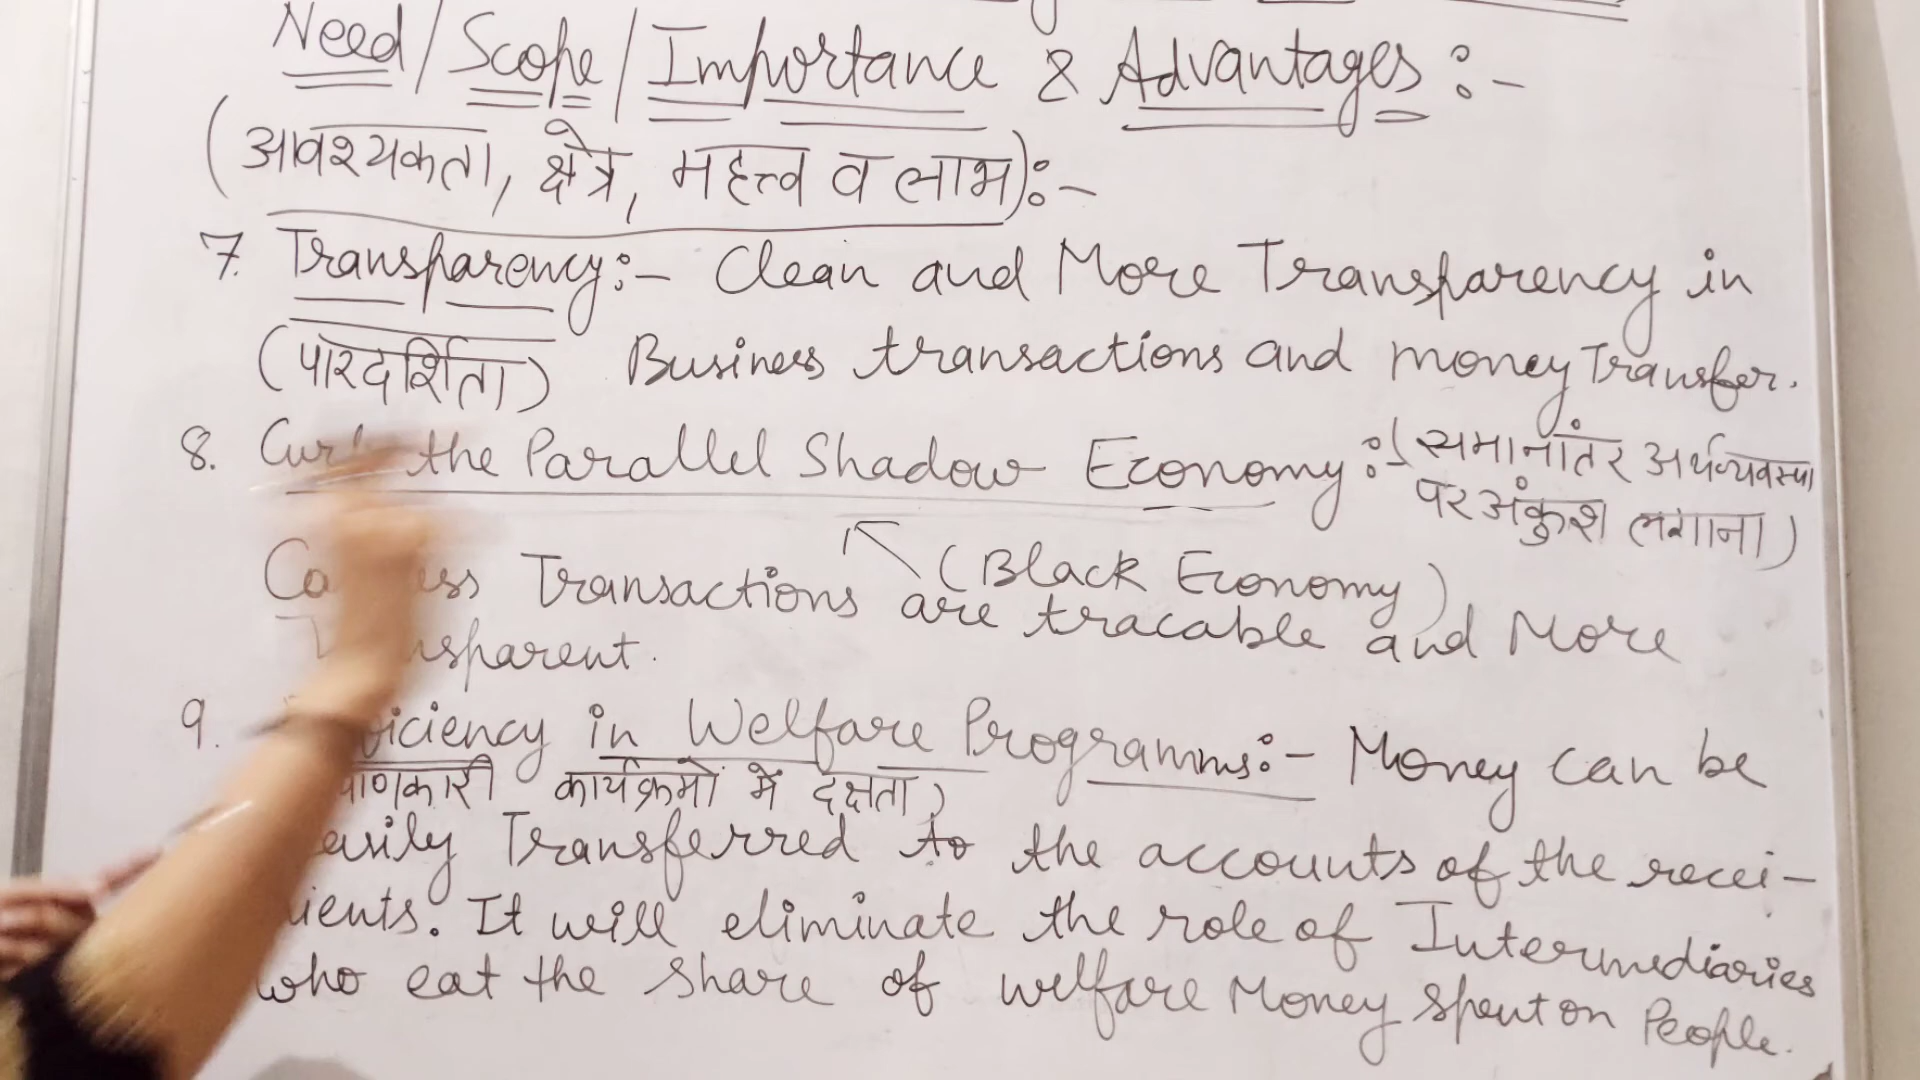 Need/Scope/Importance & Advantages:-
(आवश्यकता, क्षेत्र, महत्त्व व लाभ):-
7. Transparency:- Clean and More Transparency in
(पारदर्शिता) Business transactions and money Transfer.
8. the Parallel Shadow Economy:- (समानांतर अर्थव्यवस्था
पर अंकुश लगाना)
(Black Economy)
Transactions are tracable and More
9. in Welfare Programms:- Money can be
कार्यक्रमों में दक्षता)
Transferred to the accounts of the reci-
It will eliminate the role of Intermediaries
who eat the share of welfare Money spent on People.